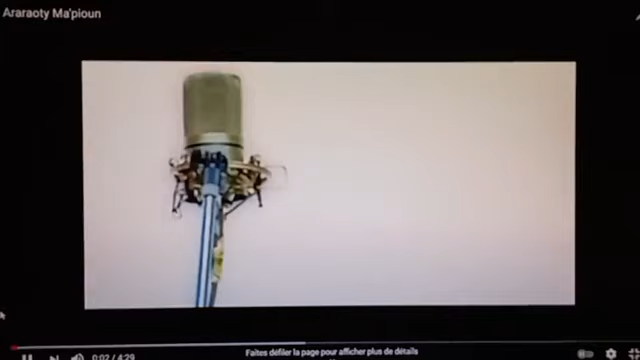 Araraoty Ma'pioun
0:02 / 4:29
Faites défiler la page pour afficher plus de détails